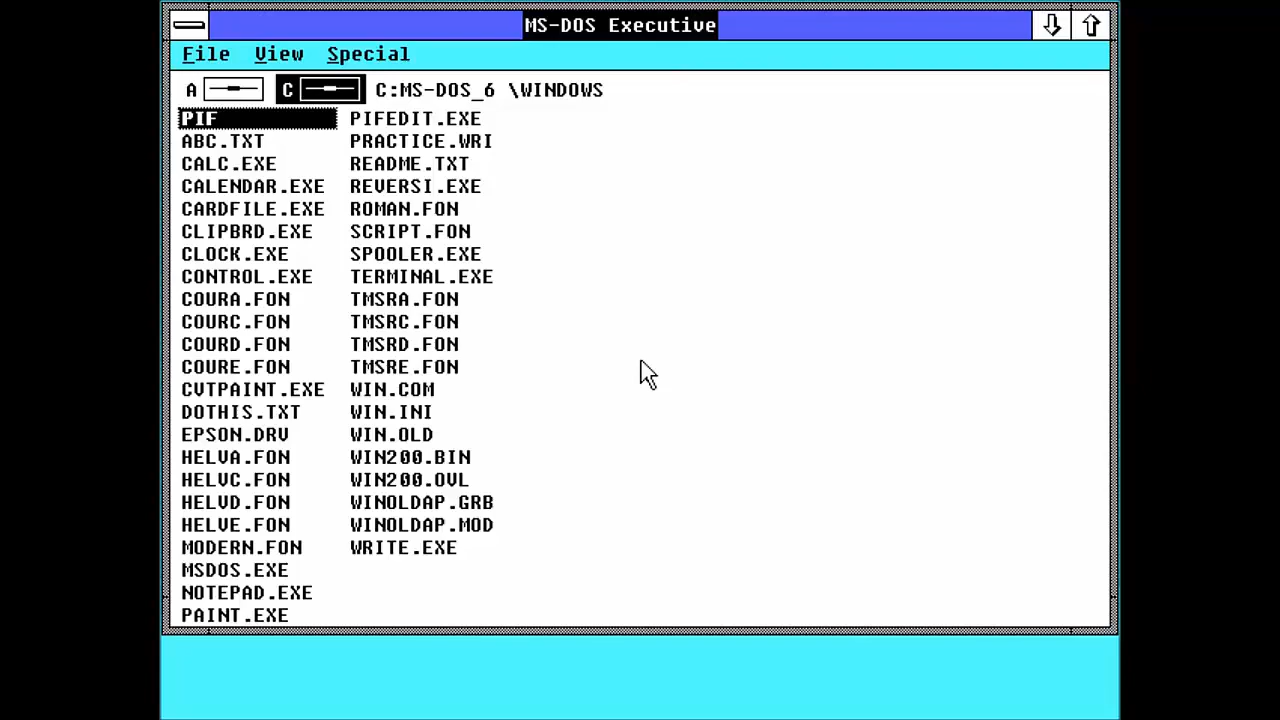 MS-DOS Executive
File View Special
A C C:MS-DOS_6 \WINDOWS
PIF PIFEDIT.EXE
ABC.TXT PRACTICE.WRI
CALC.EXE README.TXT
CALENDAR.EXE REVERSI.EXE
CARDFILE.EXE ROMAN.FON
CLIPBRD.EXE SCRIPT.FON
CLOCK.EXE SPOOLER.EXE
CONTROL.EXE TERMINAL.EXE
COURA.FON TMSRA.FON
COURC.FON TMSRC.FON
COURD.FON TMSRD.FON
COURE.FON TMSRE.FON
CVTPAINT.EXE WIN.COM
DOTHIS.TXT WIN.INI
EPSON.DRV WIN.OLD
HELVA.FON WIN200.BIN
HELVC.FON WIN200.OVL
HELVD.FON WINOLDAP.GRB
HELVE.FON WINOLDAP.MOD
MODERN.FON WRITE.EXE
MSDOS.EXE
NOTEPAD.EXE
PAINT.EXE